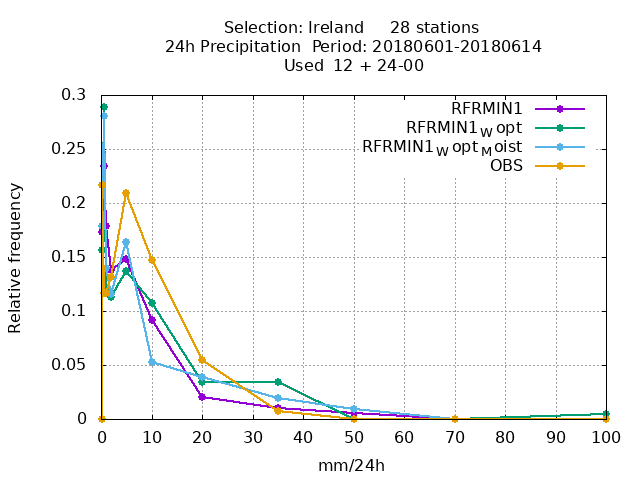 Selection: Ireland     28 stations
24h Precipitation  Period: 20180601-20180614
Used  12 + 24-00
RFRMIN1
RFRMIN1Wopt
RFRMIN1WoptMoist
OBS
0.3
0.25
0.2
0.15
0.1
0.05
0
Relative frequency
0 10 20 30 40 50 60 70 80 90 100
mm/24h